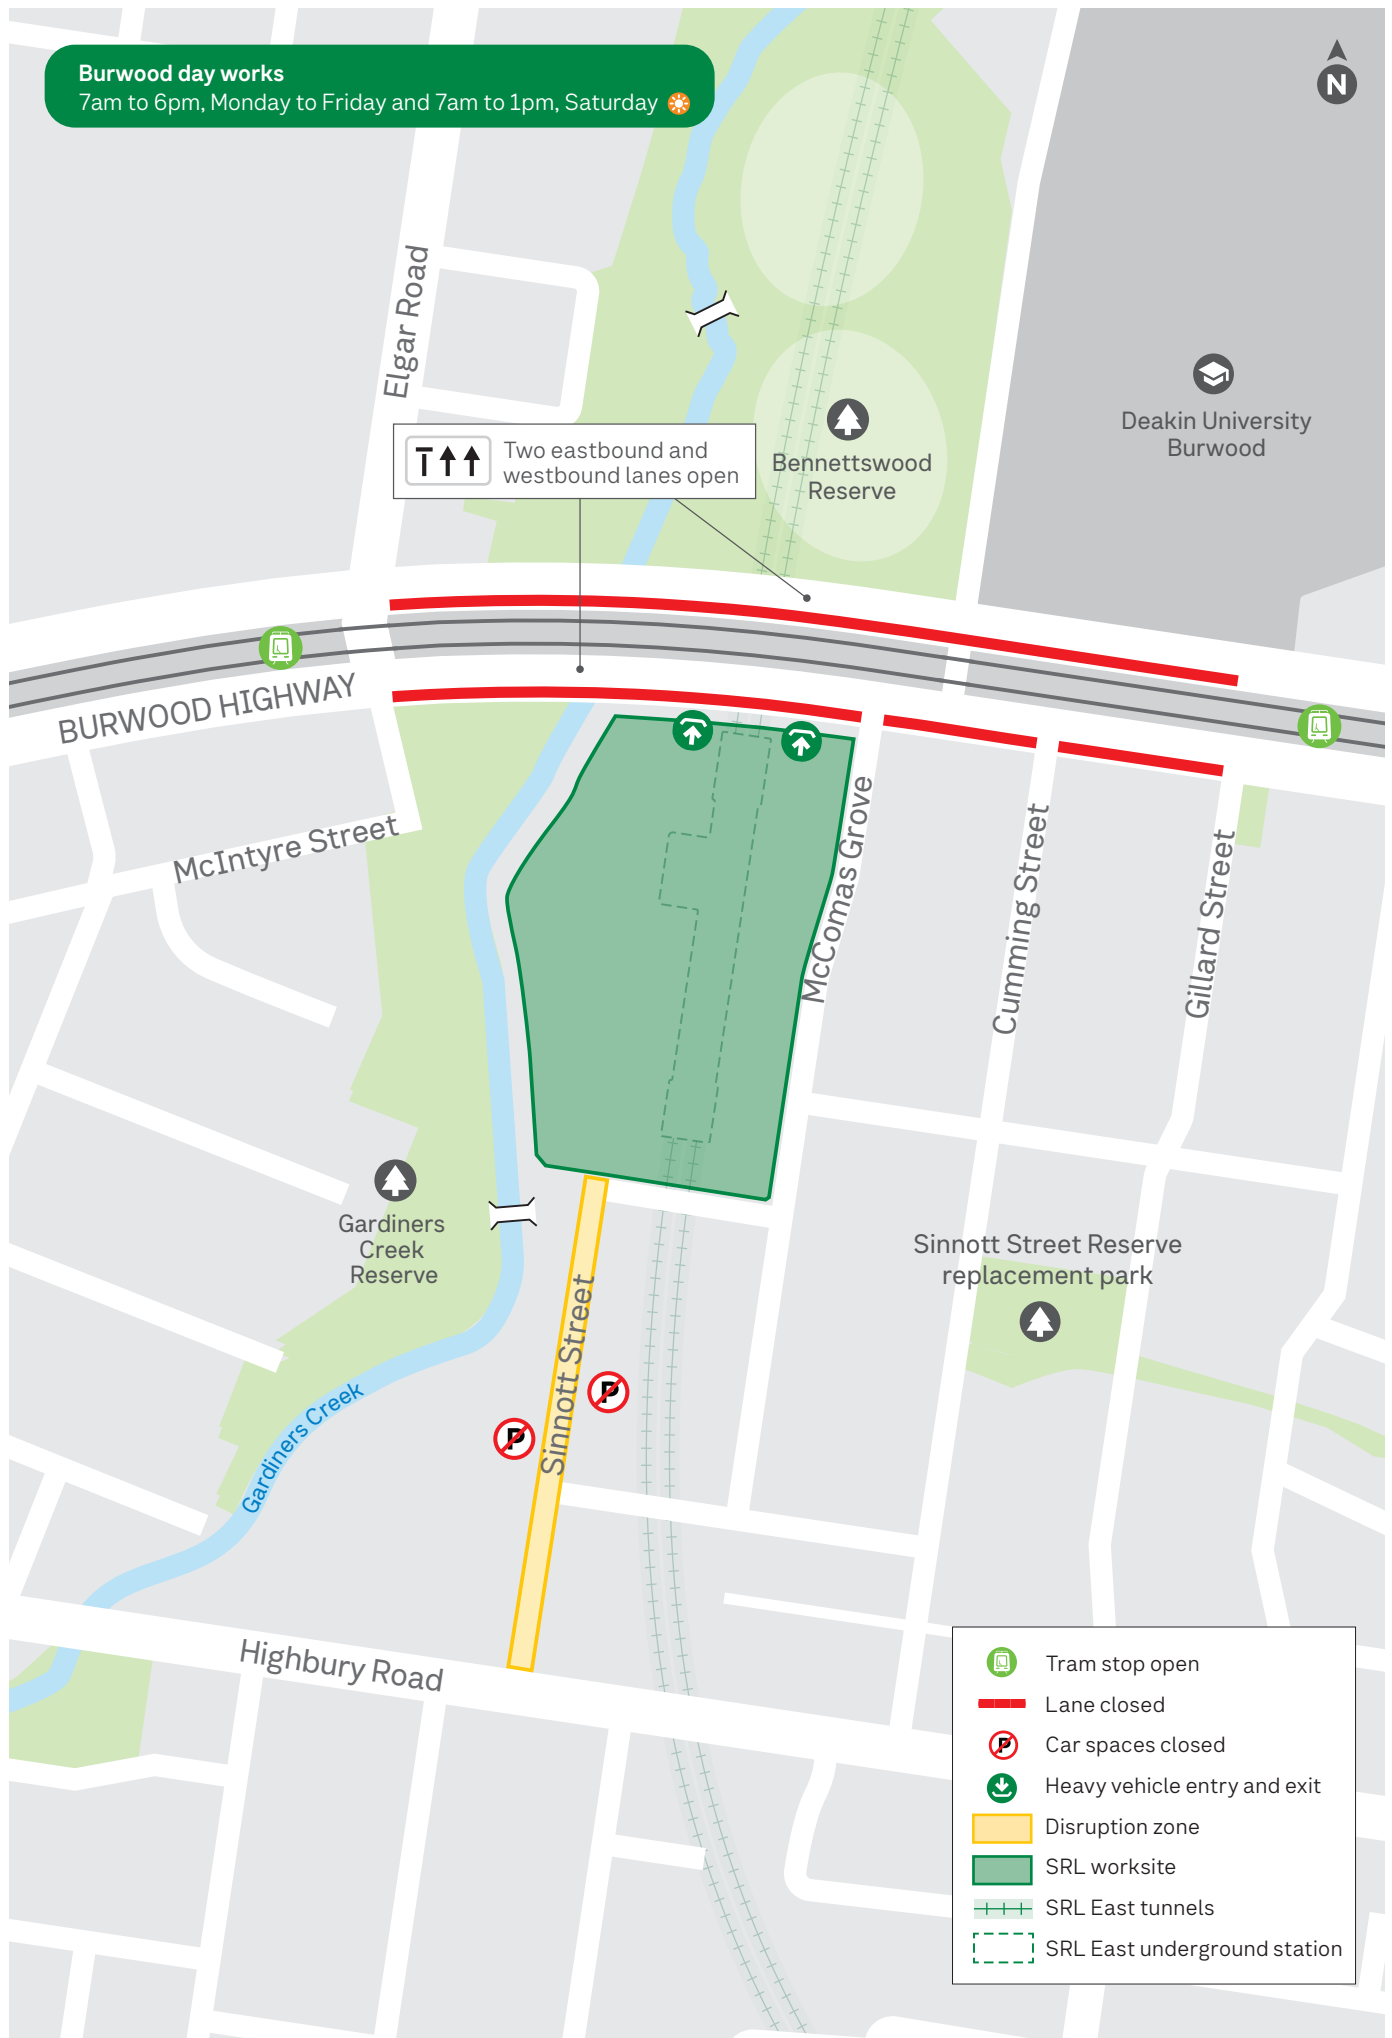 Burwood day works
7am to 6pm, Monday to Friday and 7am to 1pm, Saturday
N
Elgar Road
Deakin University
Burwood
Two eastbound and
westbound lanes open
Bennettswood
Reserve
BURWOOD HIGHWAY
McIntyre Street
McComas Grove
Cumming Street
Gillard Street
Gardiners
Creek
Reserve
Sinnott Street Reserve
replacement park
Sinnott Street
P
P
Gardiners Creek
Highbury Road
Tram stop open
Lane closed
P
Car spaces closed
Heavy vehicle entry and exit
Disruption zone
SRL worksite
SRL East tunnels
SRL East underground station